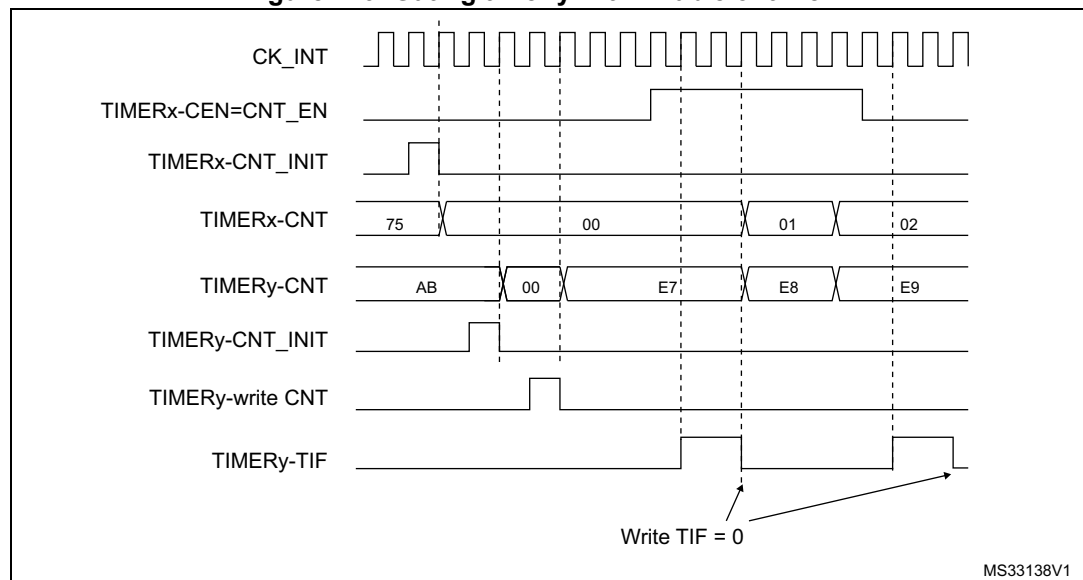 CK_INT
TIMERx-CEN=CNT_EN
TIMERx-CNT_INIT
TIMERx-CNT 75 00 01 02
TIMERy-CNT AB 00 E7 E8 E9
TIMERy-CNT_INIT
TIMERy-write CNT
TIMERy-TIF
Write TIF = 0
MS33138V1